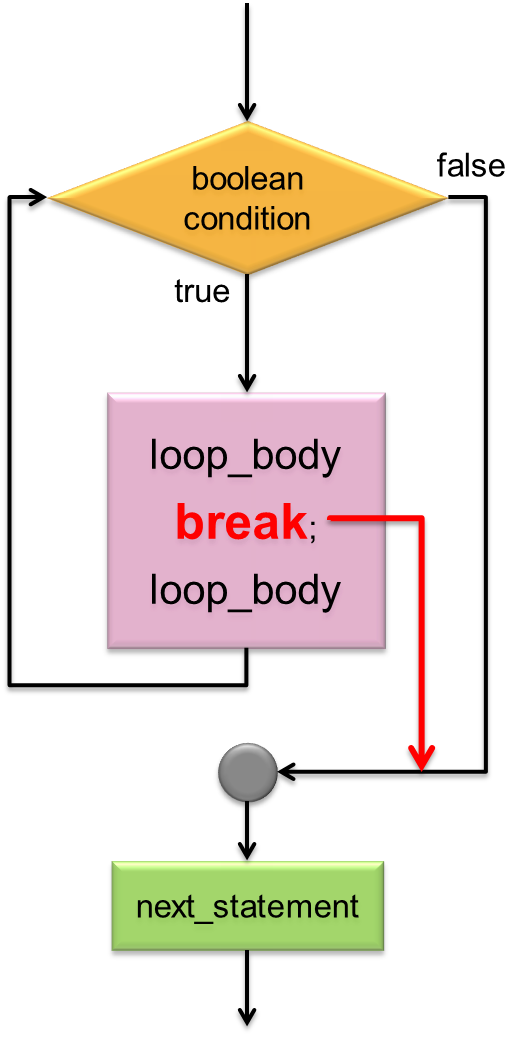 boolean
condition
false
true
loop_body
break;
loop_body
next_statement